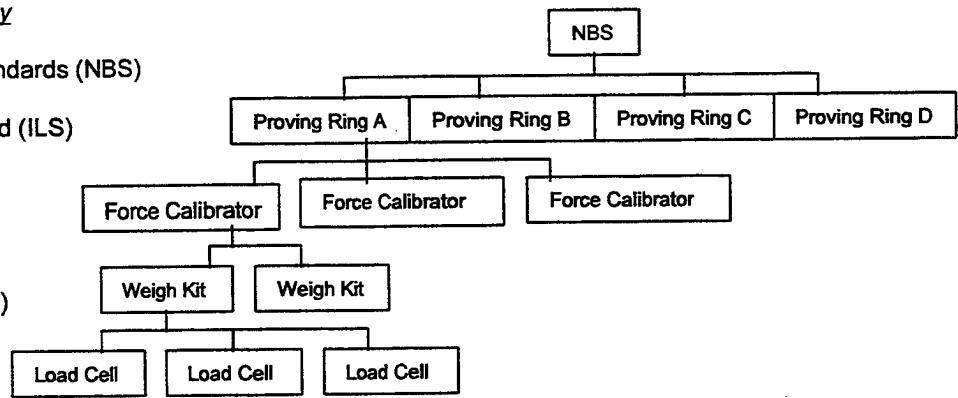 y
NBS
ndards (NBS)
d (ILS)
Proving Ring A Proving Ring B Proving Ring C Proving Ring D
Force Calibrator Force Calibrator Force Calibrator
Weigh Kit Weigh Kit
)
Load Cell Load Cell Load Cell